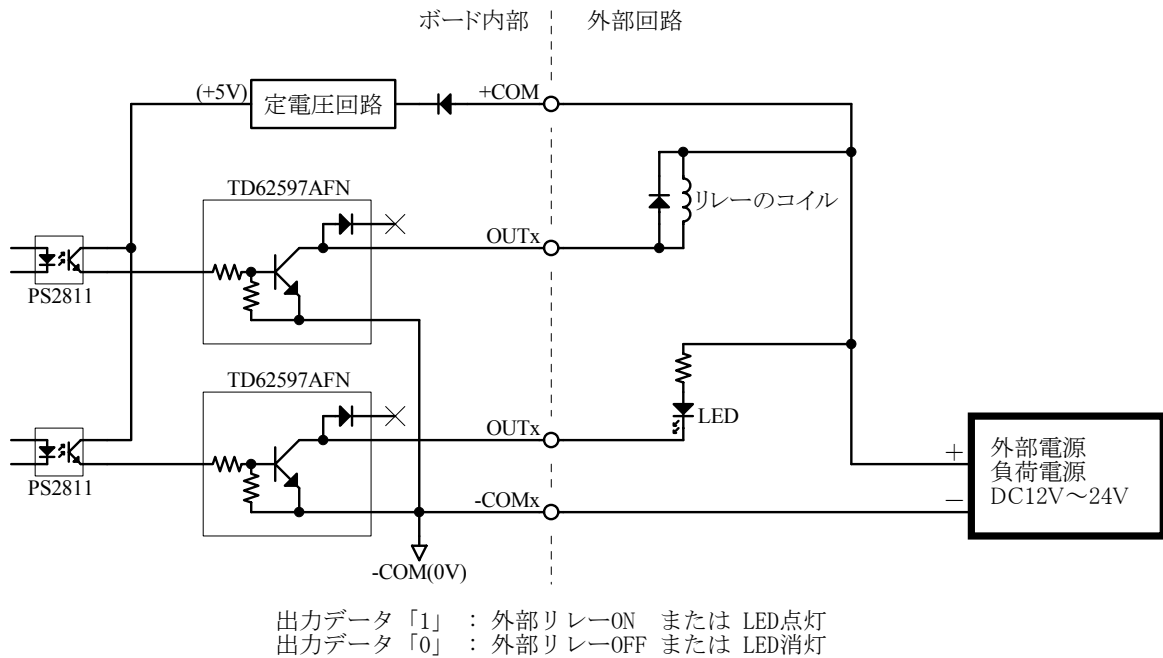 ボード内部
外部回路
(+5V)
定電圧回路
+COM
TD62597AFN
リレーのコイル
OUTx
PS2811
TD62597AFN
LED
OUTx
PS2811
+
外部電源
負荷電源
DC12V～24V
-COMx
−
-COM(0V)
出力データ「1」 : 外部リレーON または LED点灯
出力データ「0」 : 外部リレーOFF または LED消灯